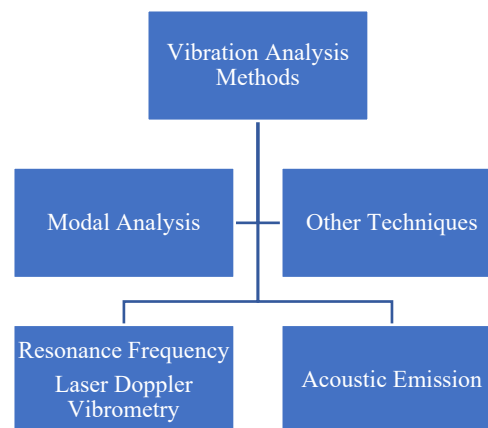 Vibration Analysis
Methods
Modal Analysis
Other Techniques
Resonance Frequency
Laser Doppler
Vibrometry
Acoustic Emission